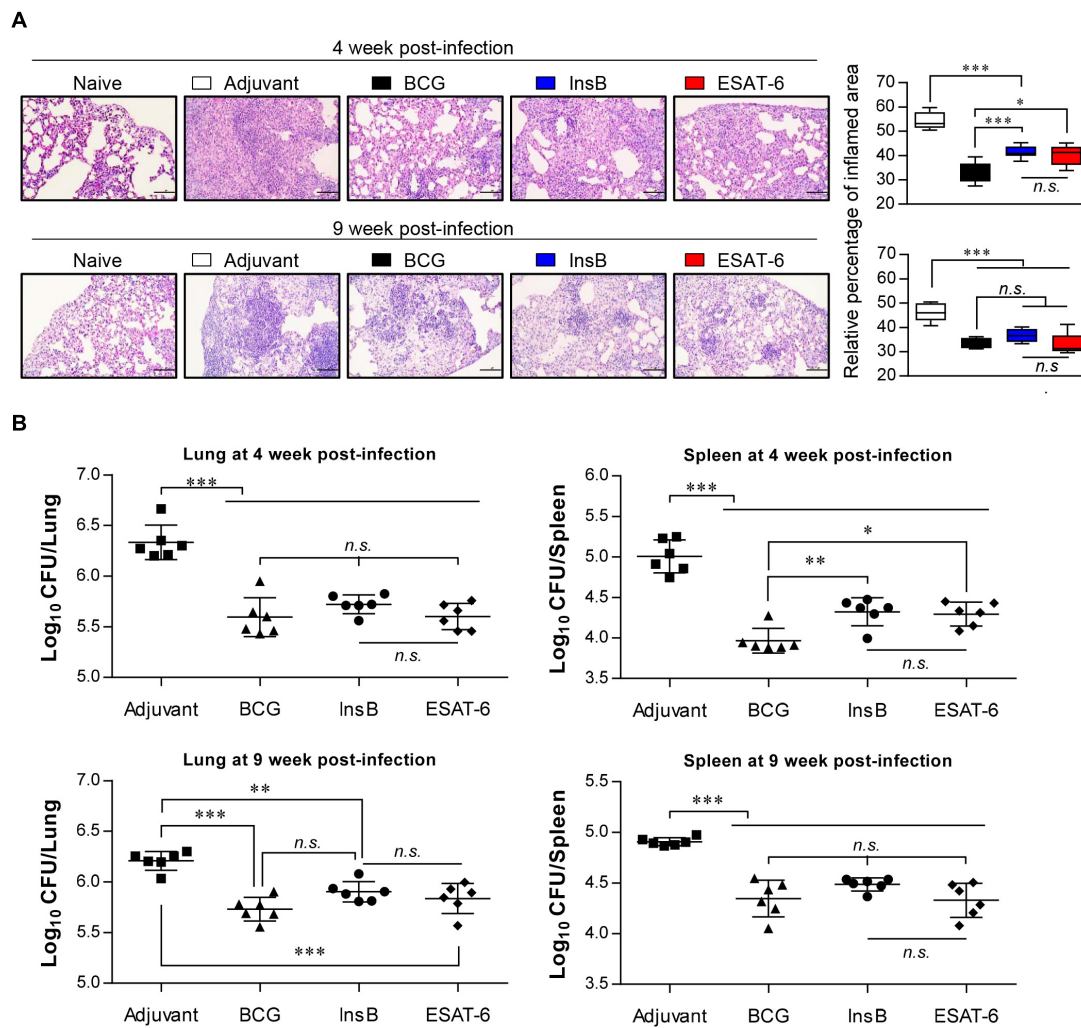 A
4 week post-infection
Naive Adjuvant BCG InsB ESAT-6
9 week post-infection
Naive Adjuvant BCG InsB ESAT-6
Relative percentage of inflamed area
70
60
50
40
30
20
***
*
***
n.s.
70
60
50
40
30
20
***
n.s.
n.s
B
Lung at 4 week post-infection
Log10 CFU/Lung
7.0
6.5
6.0
5.5
5.0
***
n.s.
n.s.
Adjuvant BCG InsB ESAT-6
Spleen at 4 week post-infection
Log10 CFU/Spleen
6.0
5.5
5.0
4.5
4.0
3.5
***
*
**
n.s.
Adjuvant BCG InsB ESAT-6
Lung at 9 week post-infection
Log10 CFU/Lung
7.0
6.5
6.0
5.5
5.0
**
***
n.s. n.s.
***
Adjuvant BCG InsB ESAT-6
Spleen at 9 week post-infection
Log10 CFU/Spleen
5.5
5.0
4.5
4.0
3.5
***
n.s.
n.s.
Adjuvant BCG InsB ESAT-6